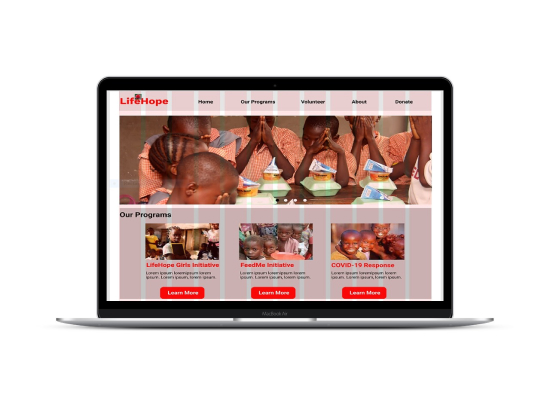 LifeHope
Home Our Programs Volunteer About Donate
Our Programs
LifeHope Girls Initiative FeedMe Initiative COVID-19 Response
Lorem ipsum loremipsum lorem Lorem ipsum loremipsum lorem Lorem ipsum loremipsum lorem
ipsum. Lorem ipsum lorem ipsum. ipsum. Lorem ipsum lorem ipsum. ipsum. Lorem ipsum lorem ipsum.
Learn More Learn More Learn More
MacBook Air